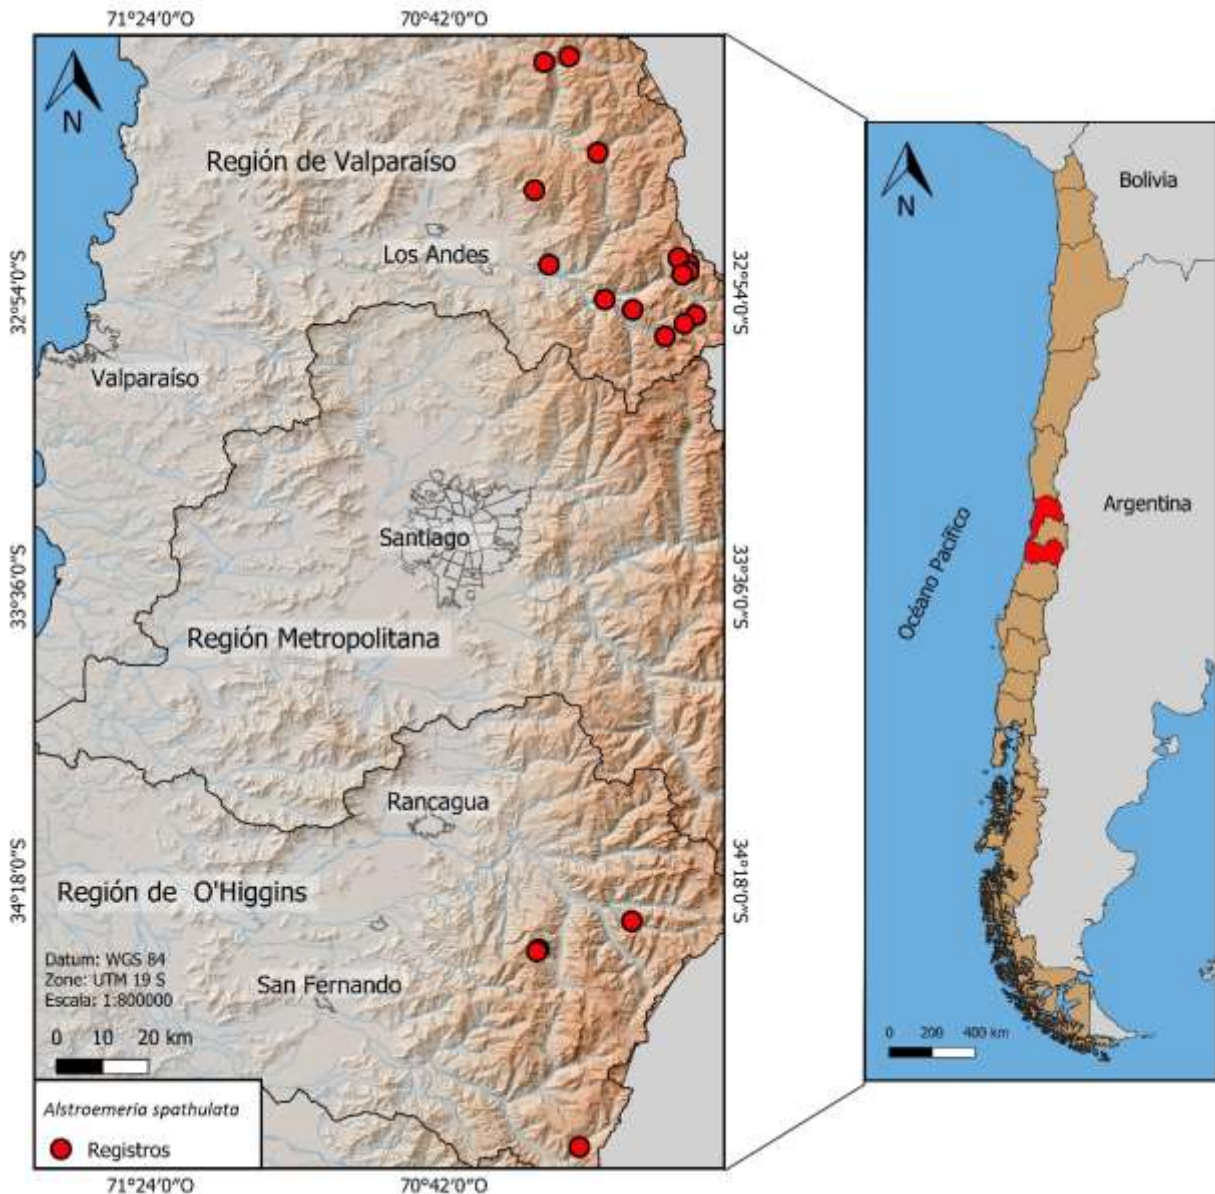 71°24'0"O
70°42'0"O
N
Región de Valparaíso
Los Andes
32°54'0"S
32°54'0"S
Valparaíso
Santiago
33°36'0"S
33°36'0"S
Región Metropolitana
Rancagua
34°18'0"S
34°18'0"S
Región de O'Higgins
San Fernando
Datum: WGS 84
Zone: UTM 19 S
Escala: 1:800000
0 10 20 km
Alstroemeria spathulata
Registros
71°24'0"O
70°42'0"O
N
Bolivia
Argentina
Océano Pacífico
0 200 400 km